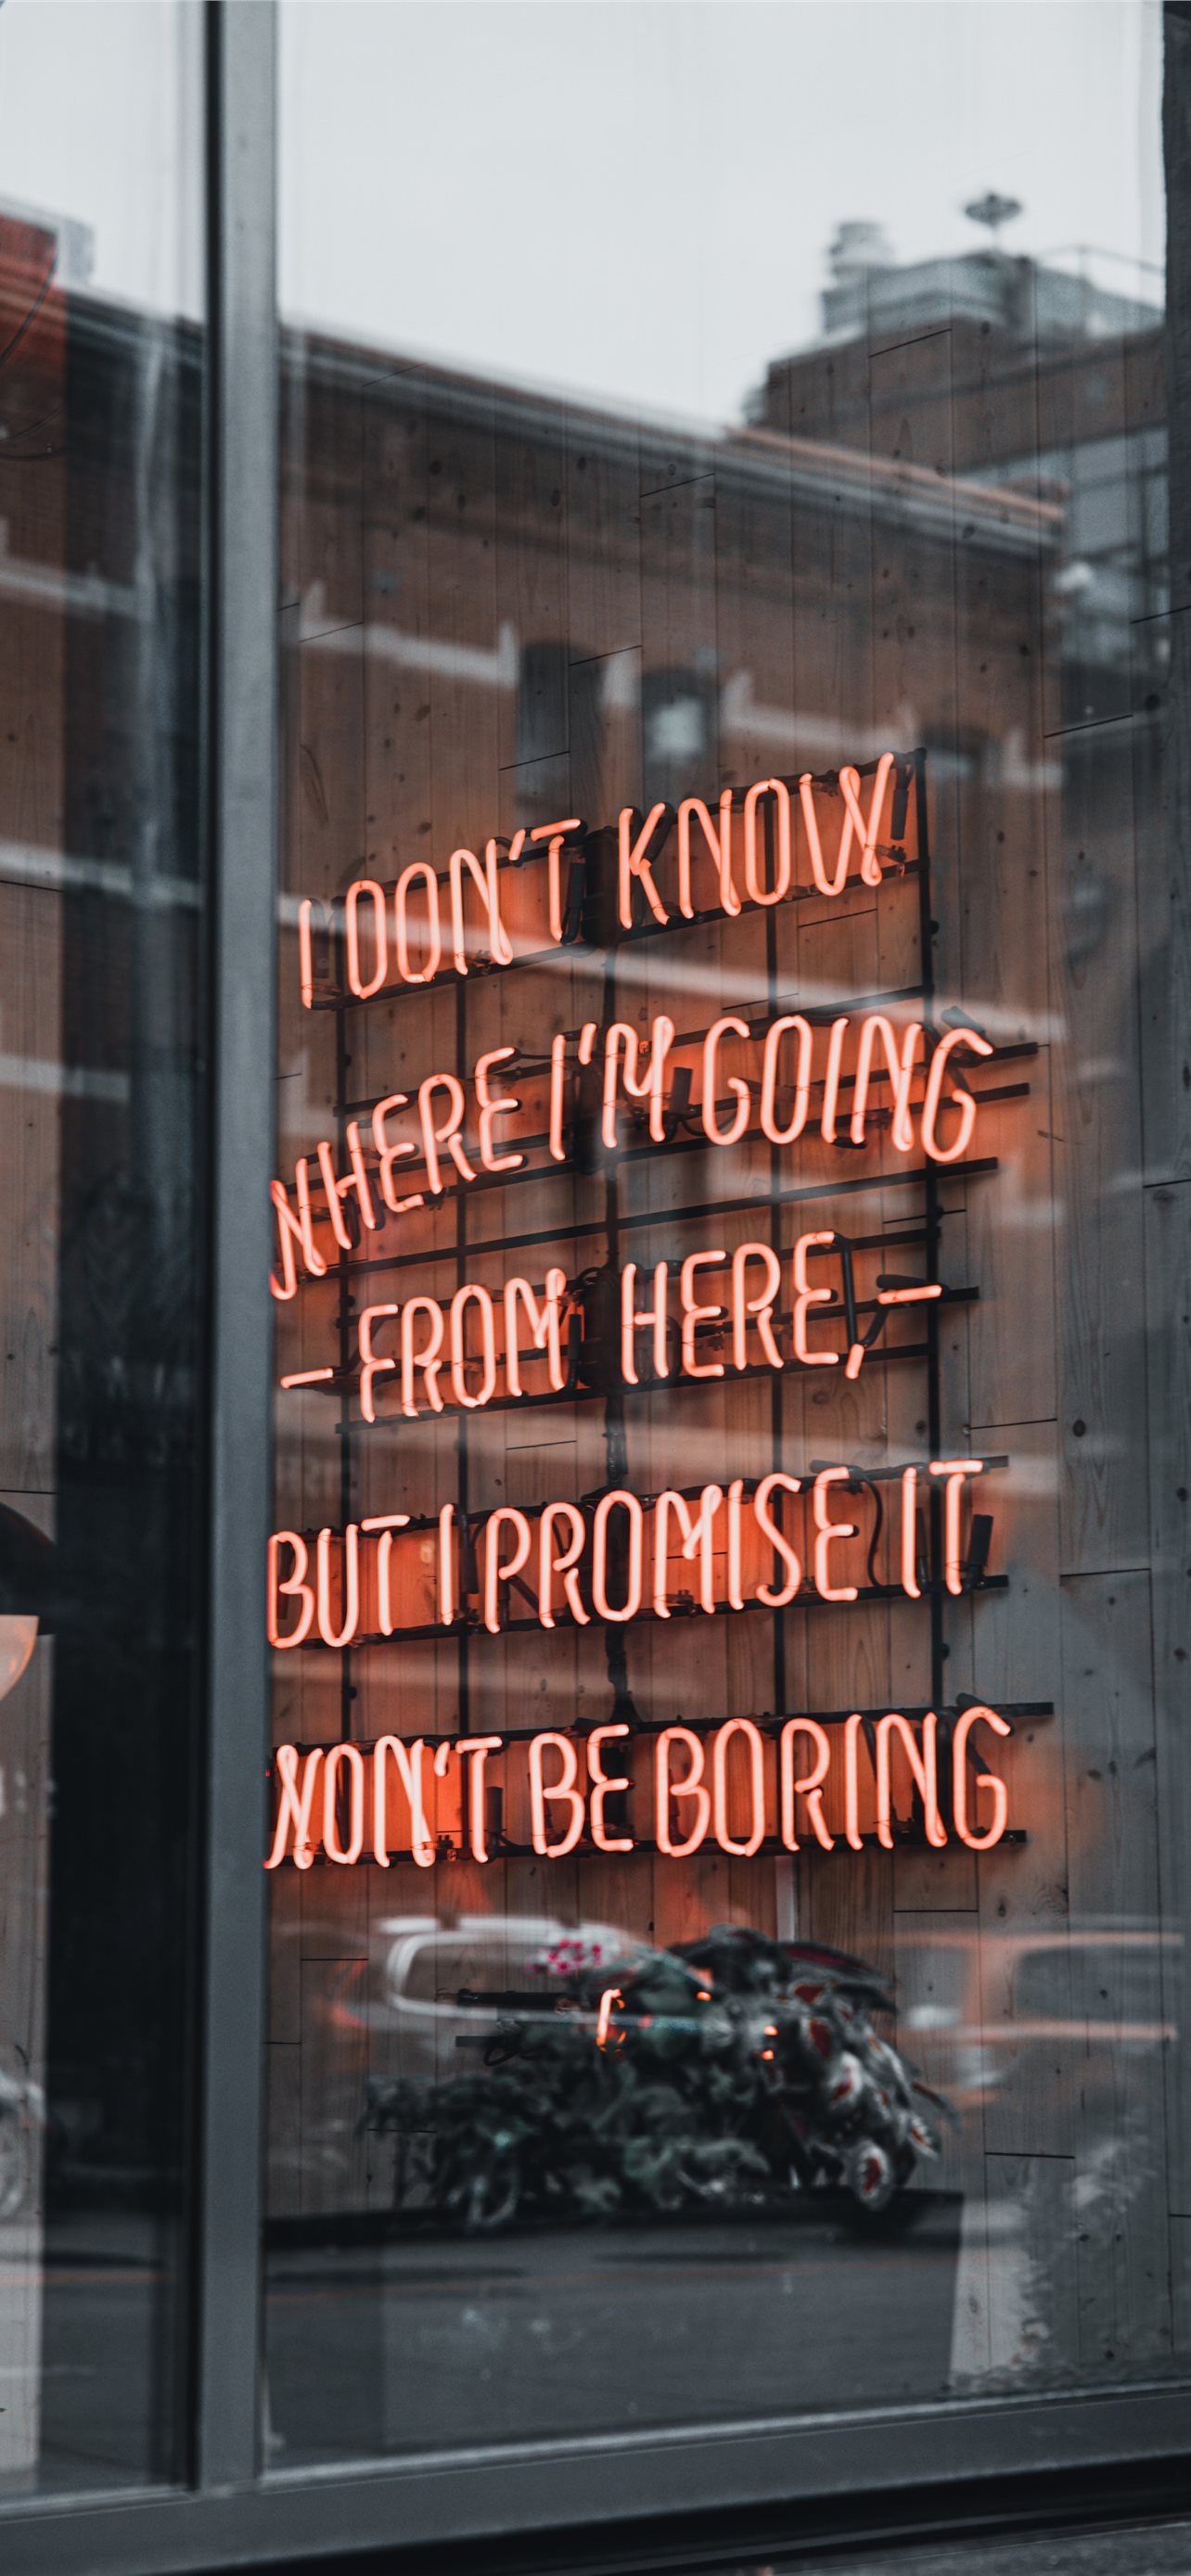 I DON'T KNOW
WHERE I'M GOING
– FROM HERE, –
BUT I PROMISE IT
WON'T BE BORING